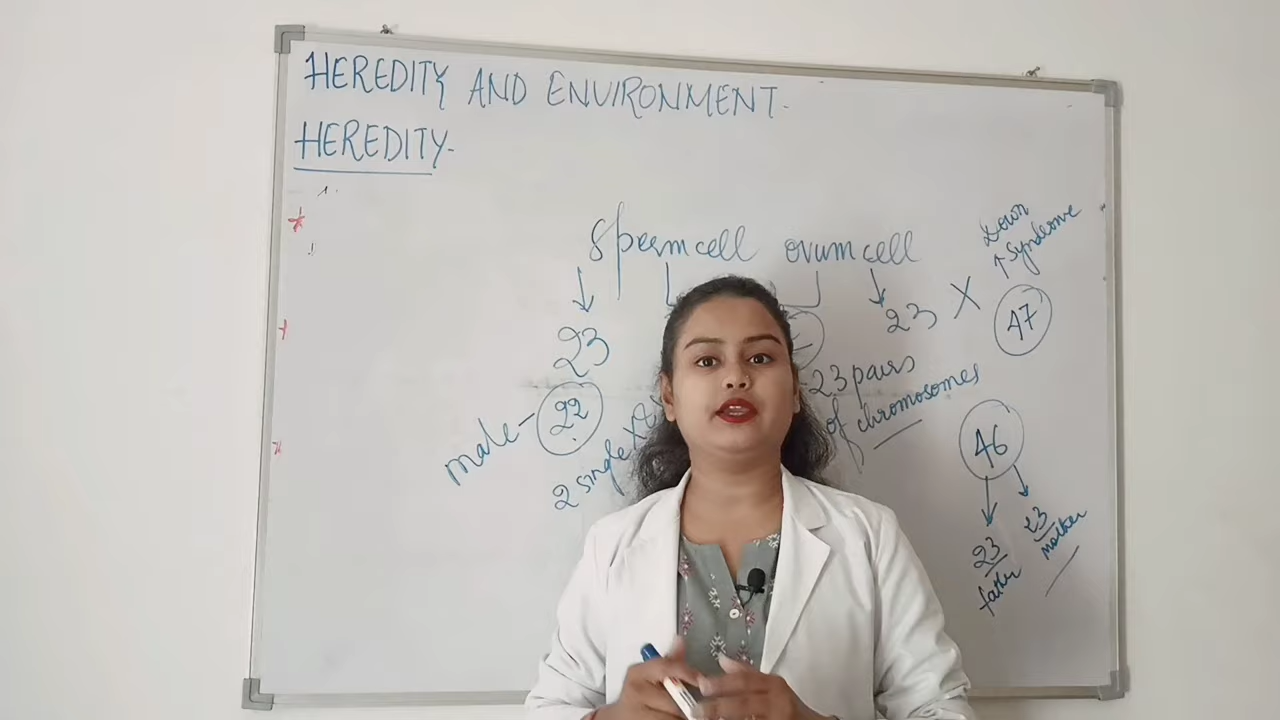 HEREDITY AND ENVIRONMENT-
HEREDITY-
Sperm cell ovum cell
Down
↑ Syndrome
23
23 X
47
23 pairs
of chromosomes
male - 22
2 single X
46
23
father
23
mother